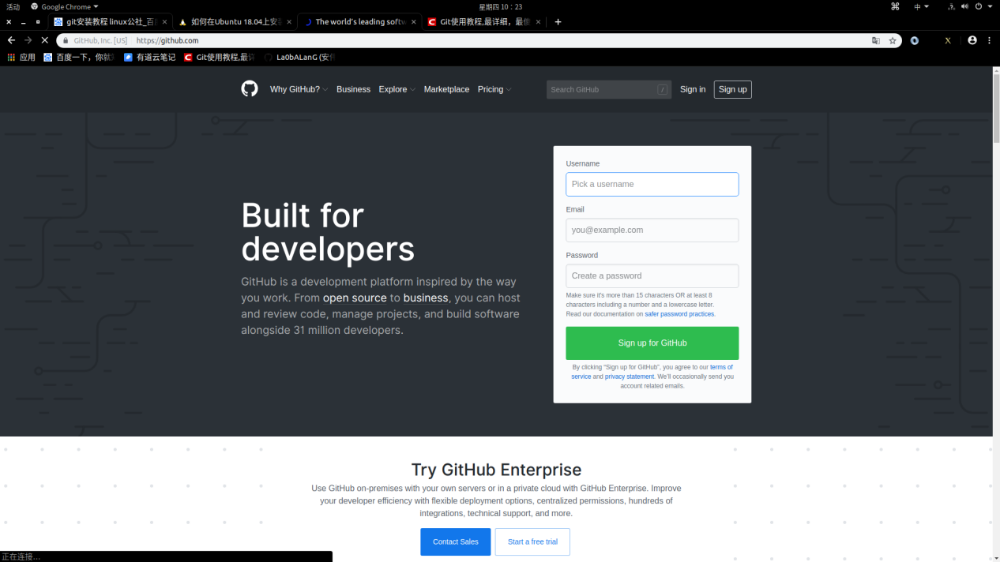 活动 Google Chrome 星期四 10：23 中
git安装教程 linux公社_百 如何在Ubuntu 18.04上安 The world's leading softw Git使用教程,最详细，最
GitHub, Inc. [US] https://github.com
应用 百度一下，你就 有道云笔记 Git使用教程,最详 La0bALanG (安
Why GitHub? Business Explore Marketplace Pricing Search GitHub / Sign in Sign up
Username
Pick a username
Email
you@example.com
Password
Create a password
Make sure it's more than 15 characters OR at least 8
characters including a number and a lowercase letter.
Read our documentation on safer password practices.
Sign up for GitHub
By clicking “Sign up for GitHub”, you agree to our terms of
service and privacy statement. We’ll occasionally send you
account related emails.
Built for
developers
GitHub is a development platform inspired by the way
you work. From open source to business, you can host
and review code, manage projects, and build software
alongside 31 million developers.
Try GitHub Enterprise
Use GitHub on-premises with your own servers or in a private cloud with GitHub Enterprise. Improve
your developer efficiency with flexible deployment options, centralized permissions, hundreds of
integrations, technical support, and more.
Contact Sales Start a free trial
正在连接...